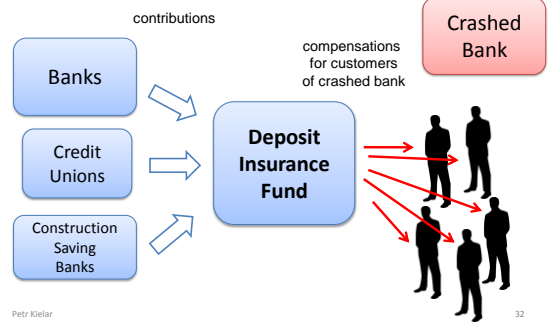 contributions
Crashed
Bank
compensations
for customers
of crashed bank
Banks
Credit
Unions
Construction
Saving
Banks
Deposit
Insurance
Fund
Petr Kielar
32